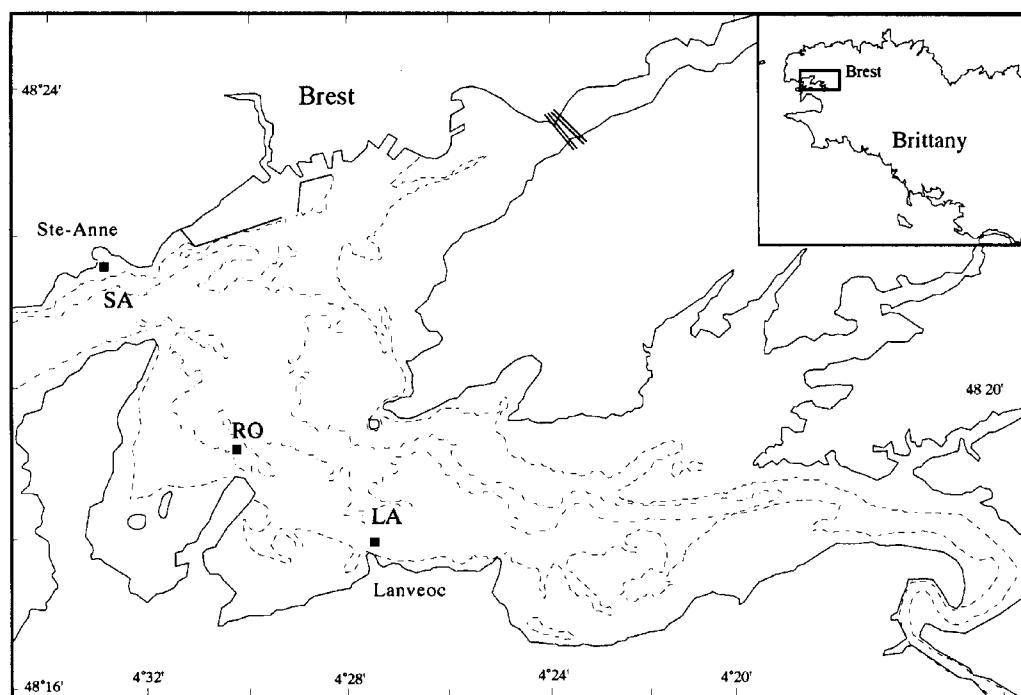 48°24'
Brest
Brest
Brittany
Ste-Anne
SA
48 20'
RO
LA
Lanveoc
48°16'
4°32'
4°28'
4°24'
4°20'